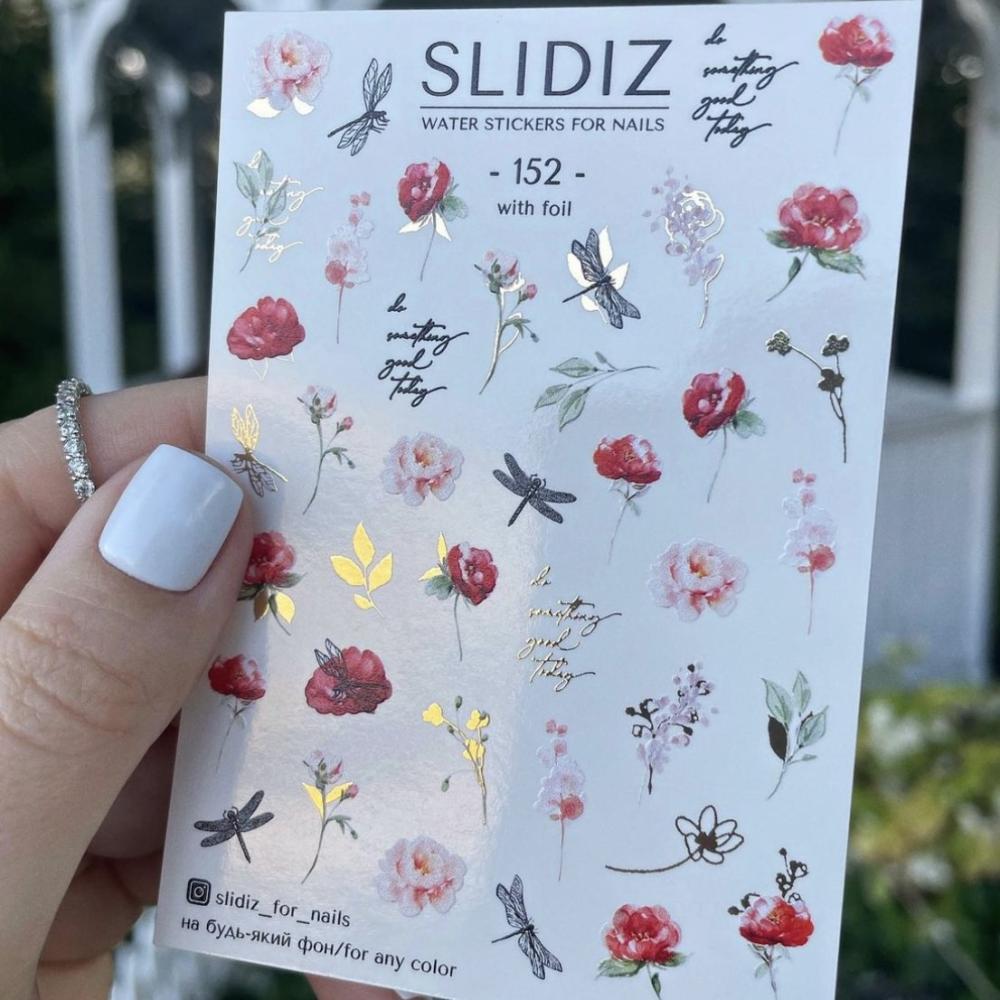 SLIDIZ
WATER STICKERS FOR NAILS
- 152 -
with foil
do
something
good
today
do
something
good
today
do
something
good
today
slidiz_for_nails
на будь-який фон/for any color